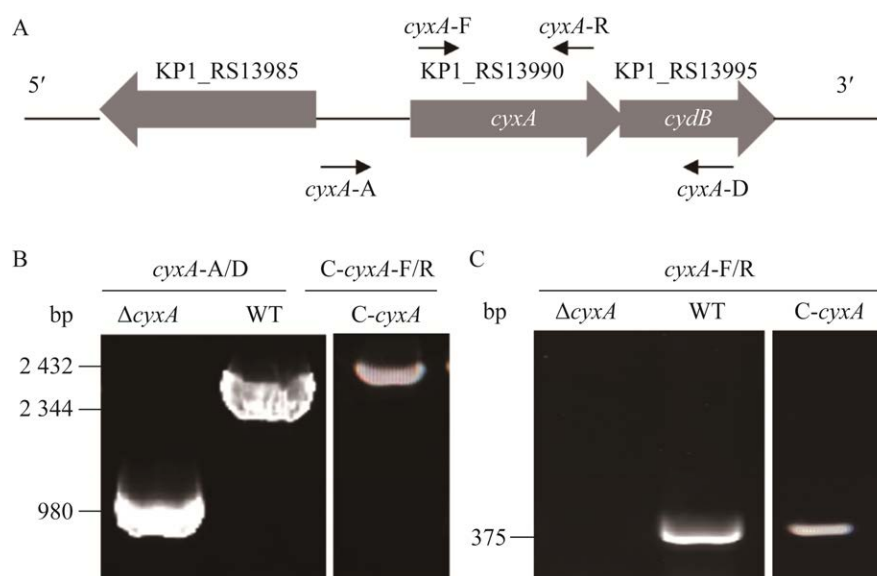 A
cyxA-F cyxA-R
5′ KP1_RS13985 KP1_RS13990 KP1_RS13995 3′
cyxA cydB
cyxA-A cyxA-D
B cyxA-A/D C-cyxA-F/R
bp ΔcyxA WT C-cyxA
2 432
2 344
980
C cyxA-F/R
bp ΔcyxA WT C-cyxA
375